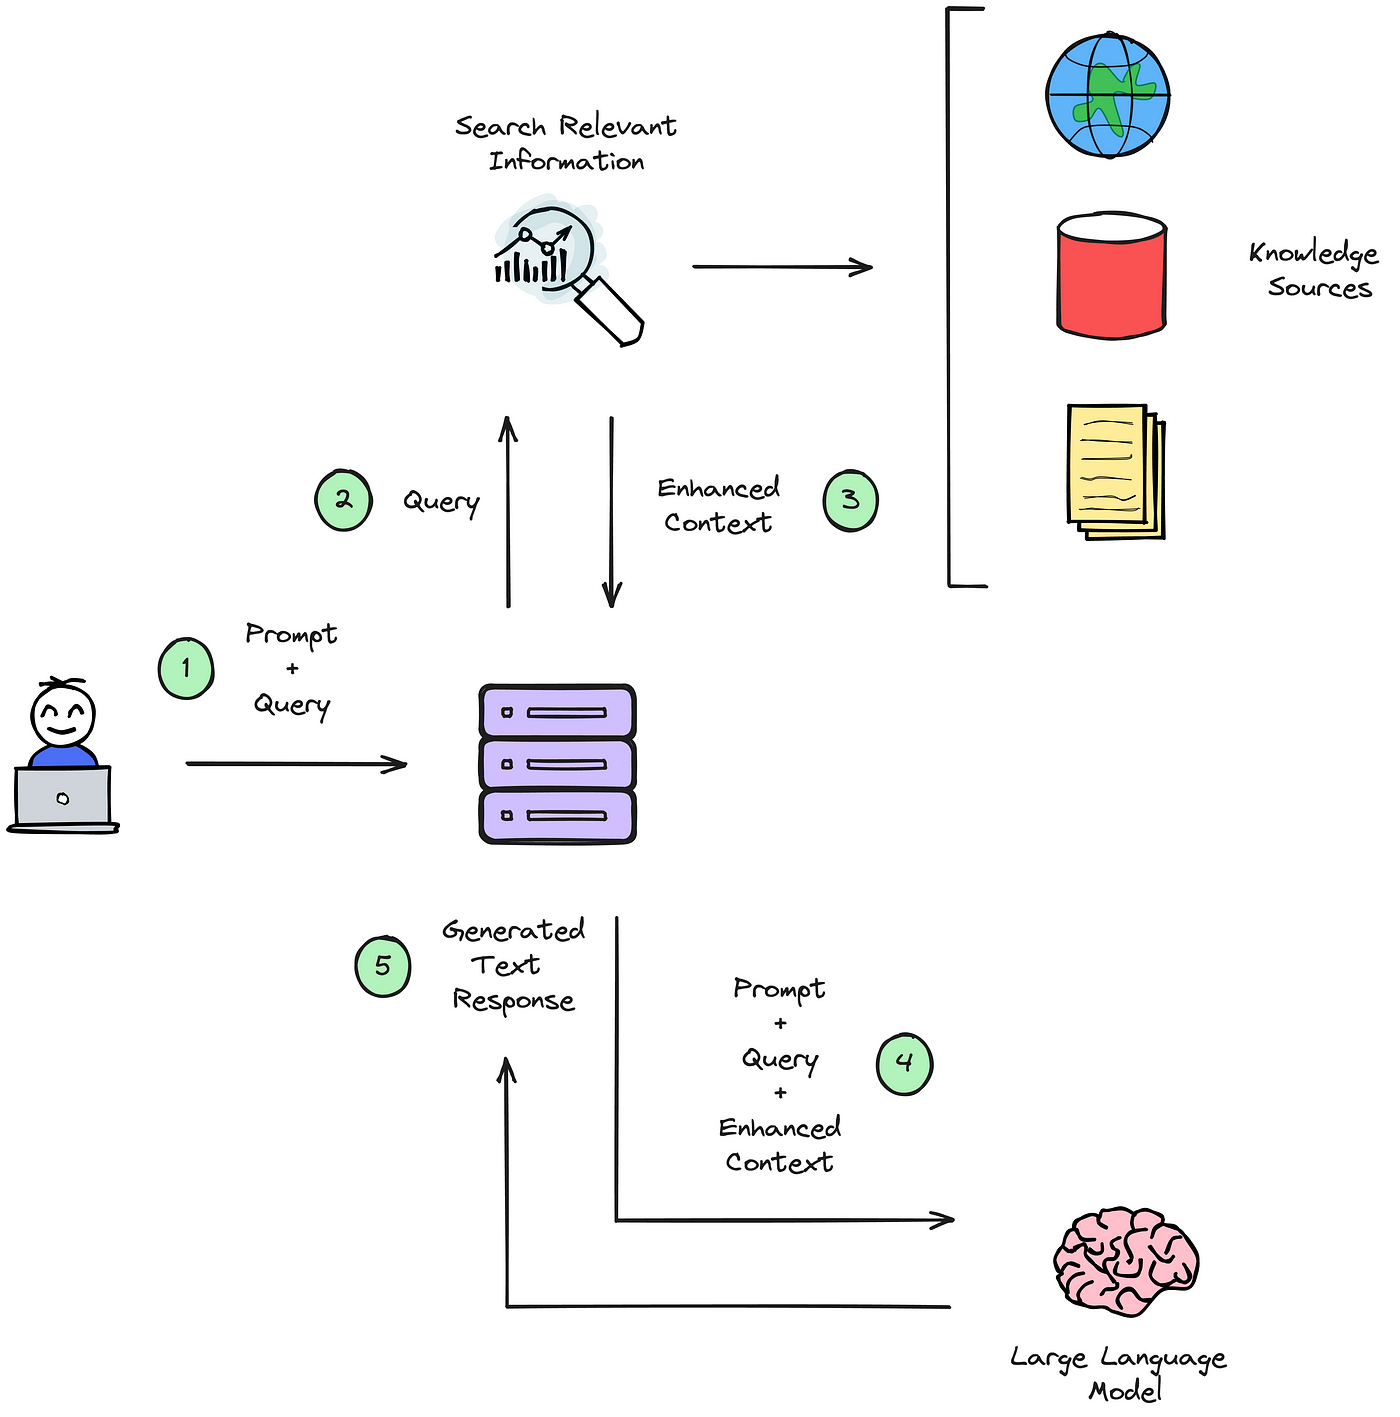 Search Relevant
Information
Knowledge
Sources
2
Query
Enhanced
Context
3
1
Prompt
+
Query
5
Generated
Text
Response
Prompt
+
Query
+
Enhanced
Context
4
Large Language
Model